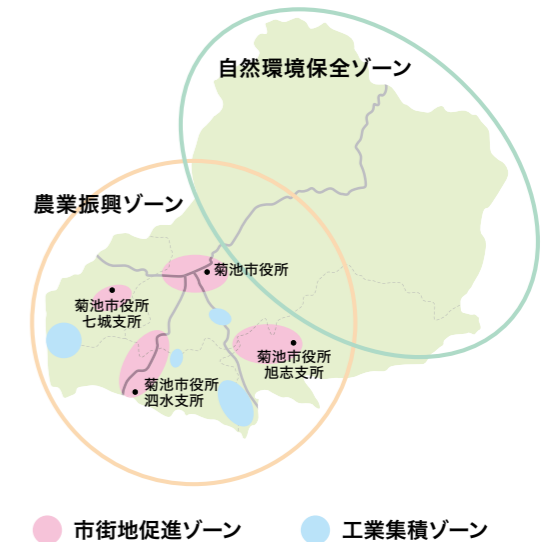 自然環境保全ゾーン
農業振興ゾーン
菊池市役所
菊池市役所
七城支所
菊池市役所
旭志支所
菊池市役所
泗水支所
市街地促進ゾーン
工業集積ゾーン